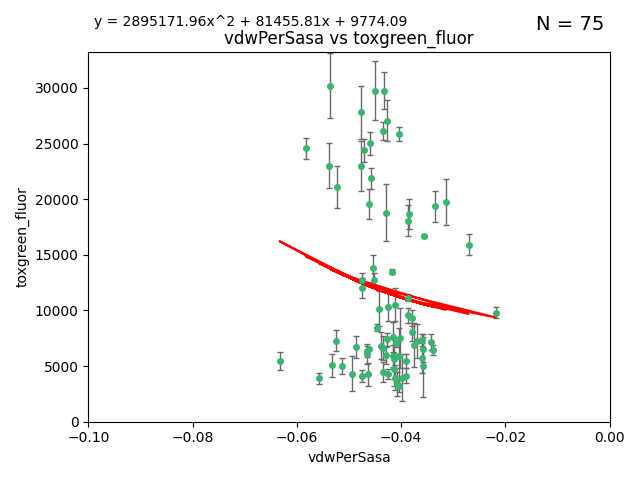 y = 2895171.96x^2 + 81455.81x + 9774.09
N = 75
vdwPerSasa vs toxgreen_fluor
toxgreen_fluor
30000
25000
20000
15000
10000
5000
0
−0.10
−0.08
−0.06
−0.04
−0.02
0.00
vdwPerSasa